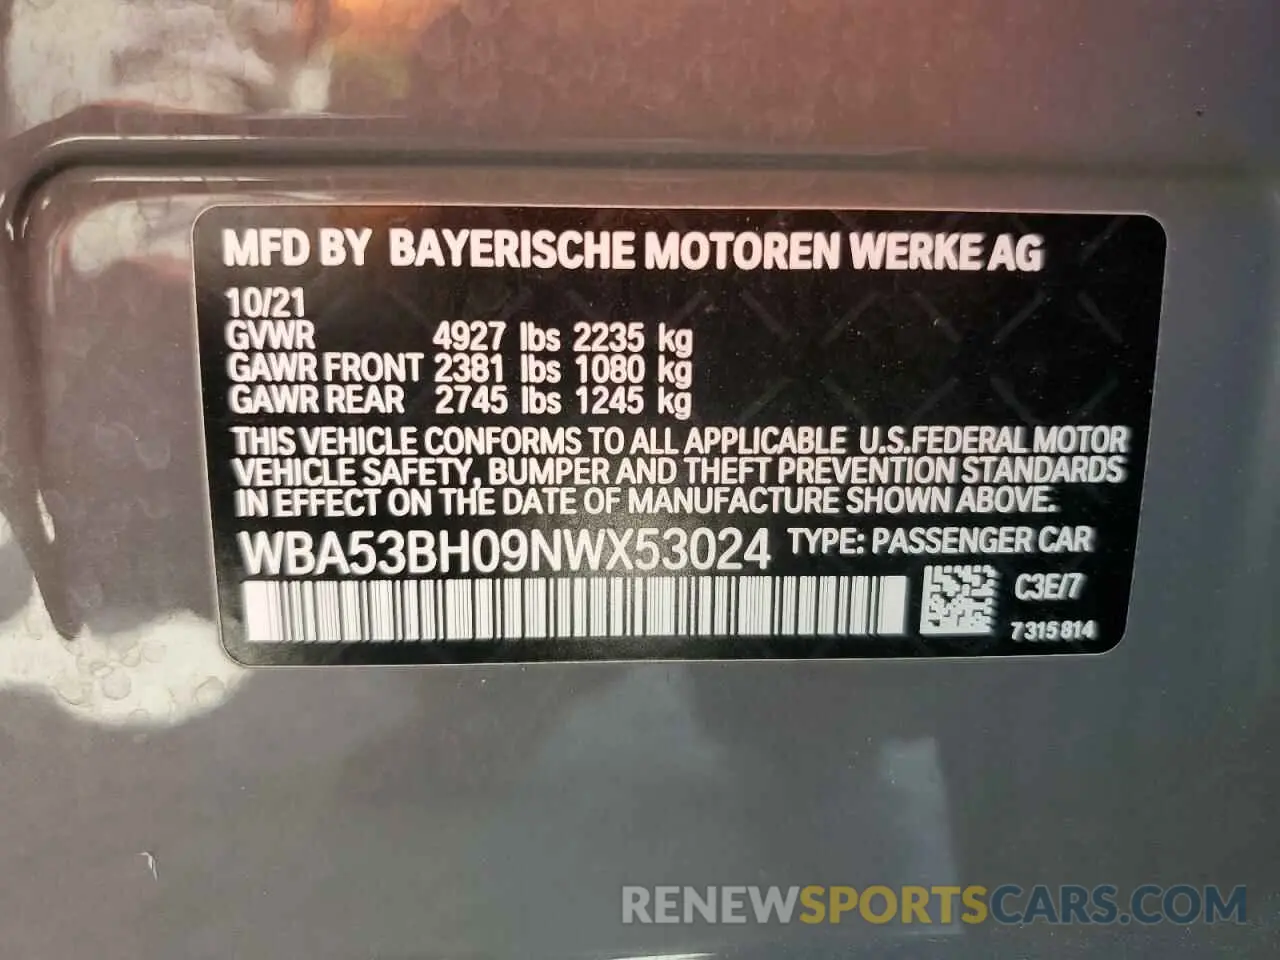 MFD BY BAYERISCHE MOTOREN WERKE AG
10/21
GVWR 4927 lbs 2235 kg
GAWR FRONT 2381 lbs 1080 kg
GAWR REAR 2745 lbs 1245 kg
THIS VEHICLE CONFORMS TO ALL APPLICABLE U.S.FEDERAL MOTOR
VEHICLE SAFETY, BUMPER AND THEFT PREVENTION STANDARDS
IN EFFECT ON THE DATE OF MANUFACTURE SHOWN ABOVE.
WBA53BH09NWX53024 TYPE: PASSENGER CAR
C3E/7
7315814
RENEWSPORTSCARS.COM